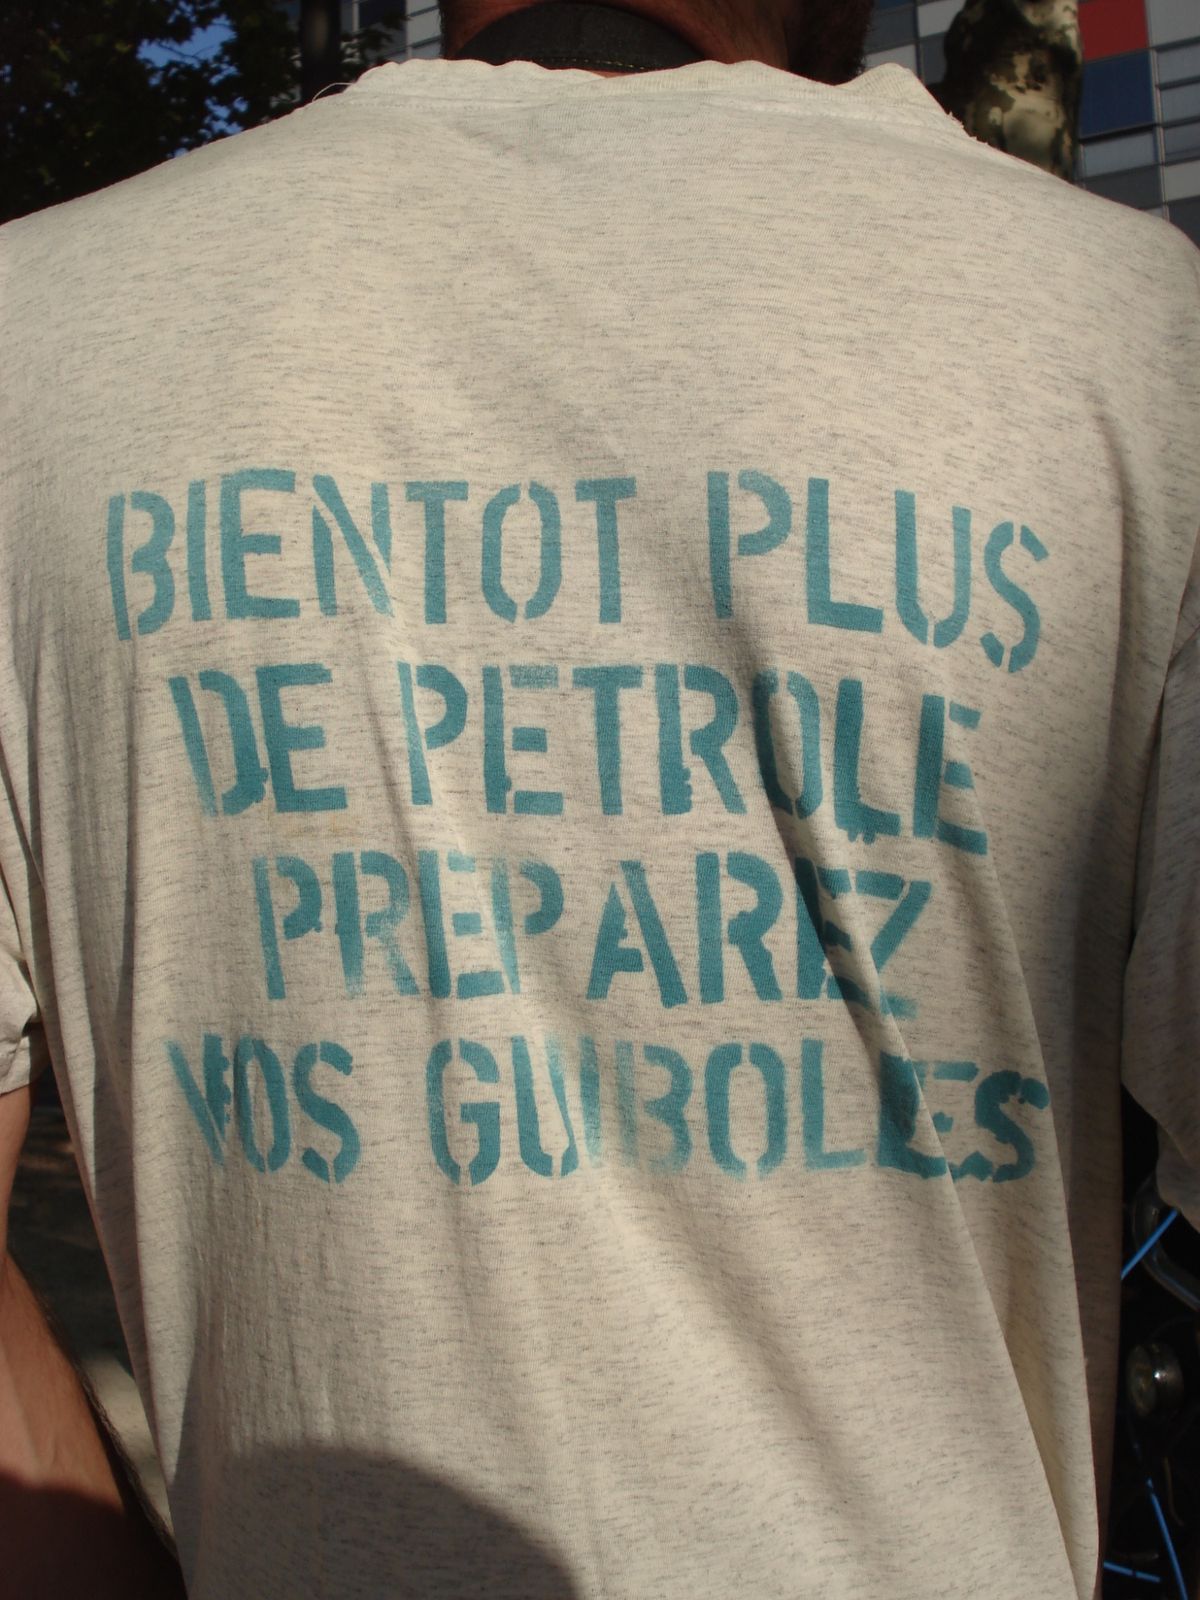 BIENTOT PLUS
DE PETROLE
PREPAREZ
VOS GUIBOLES